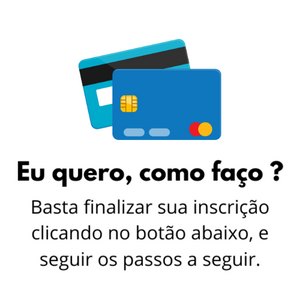 Eu quero, como faço ?
Basta finalizar sua inscrição
clicando no botão abaixo, e
seguir os passos a seguir.